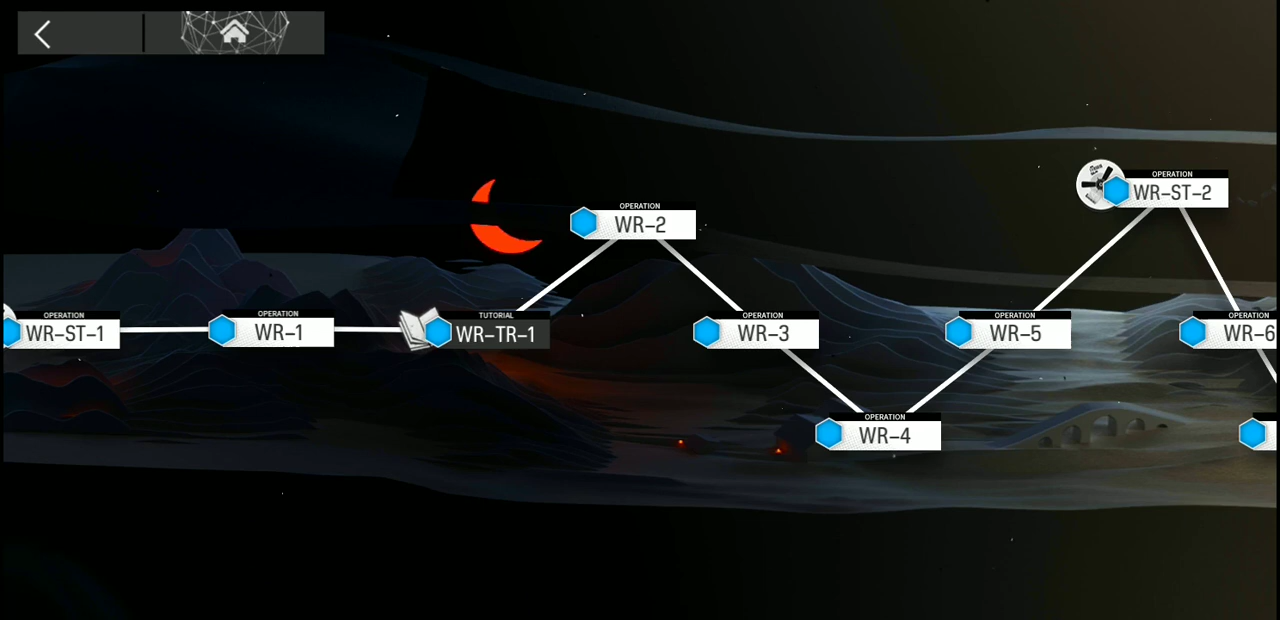 OPERATION
WR-ST-2
OPERATION
WR-2
OPERATION
WR-ST-1
OPERATION
WR-1
TUTORIAL
WR-TR-1
OPERATION
WR-3
OPERATION
WR-5
OPERATION
WR-6
OPERATION
WR-4